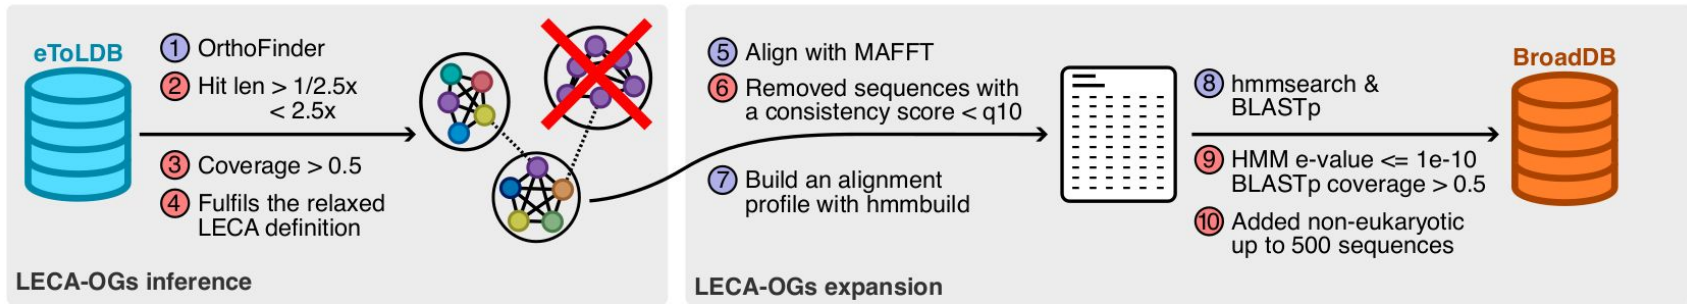 eToLDB
1 OrthoFinder
2 Hit len > 1/2.5x
< 2.5x
3 Coverage > 0.5
4 Fulfils the relaxed
LECA definition
LECA-OGs inference
5 Align with MAFFT
6 Removed sequences with
a consistency score < q10
7 Build an alignment
profile with hmmbuild
8 hmmsearch &
BLASTp
9 HMM e-value <= 1e-10
BLASTp coverage > 0.5
10 Added non-eukaryotic
up to 500 sequences
BroadDB
LECA-OGs expansion